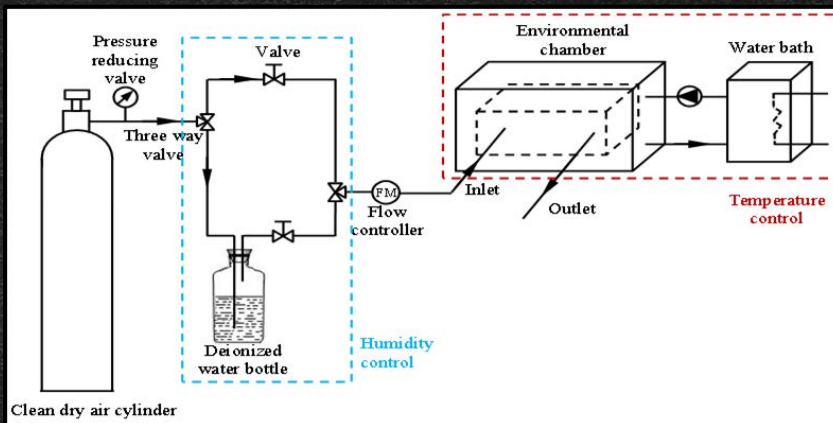 Pressure
reducing
valve
Valve
Three way
valve
Deionized
water bottle
Humidity
control
Clean dry air cylinder
FM
Flow
controller
Environmental
chamber
Water bath
Inlet
Outlet
Temperature
control